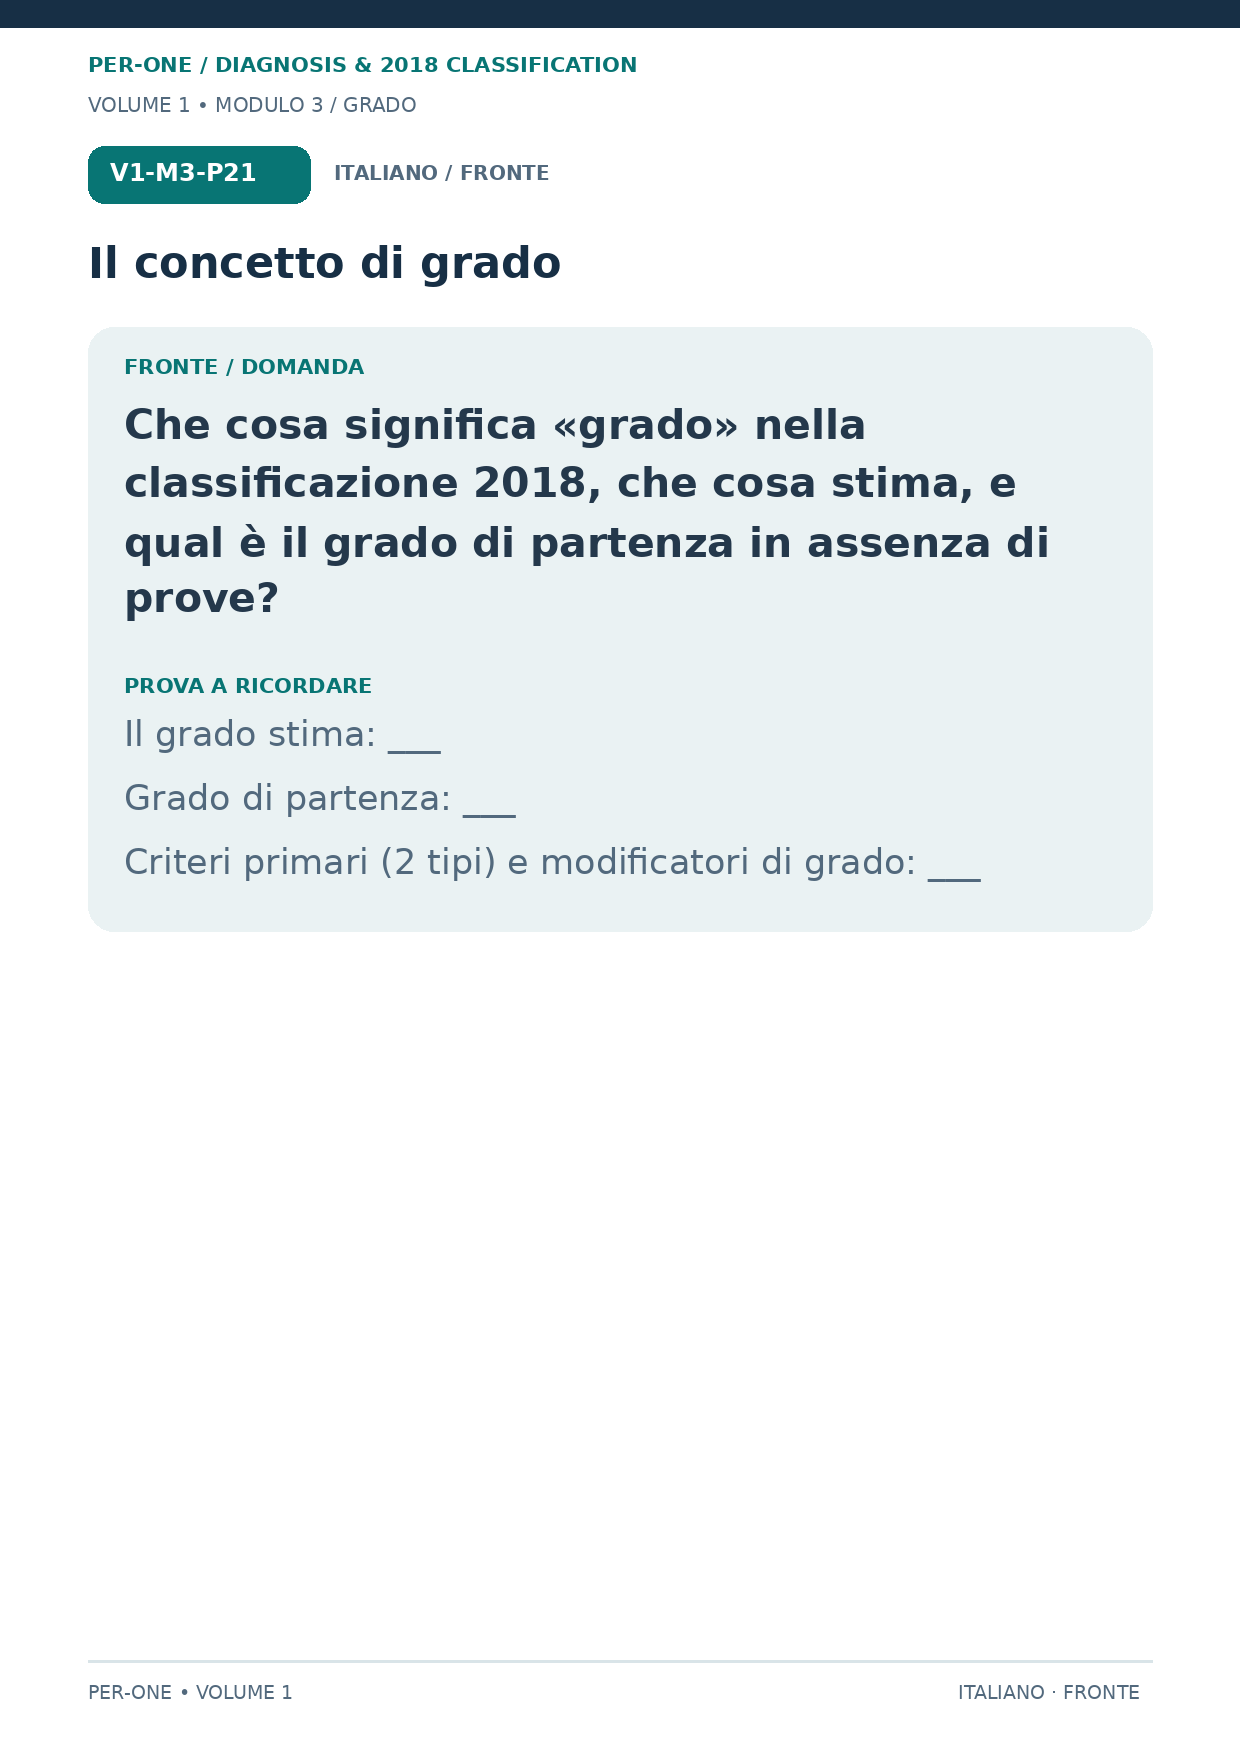 PER-ONE / DIAGNOSIS & 2018 CLASSIFICATION
VOLUME 1 • MODULO 3 / GRADO
V1-M3-P21
ITALIANO / FRONTE
Il concetto di grado
FRONTE / DOMANDA
Che cosa significa «grado» nella
classificazione 2018, che cosa stima, e
qual è il grado di partenza in assenza di
prove?
PROVA A RICORDARE
Il grado stima: ___
Grado di partenza: ___
Criteri primari (2 tipi) e modificatori di grado: ___
PER-ONE • VOLUME 1
ITALIANO · FRONTE